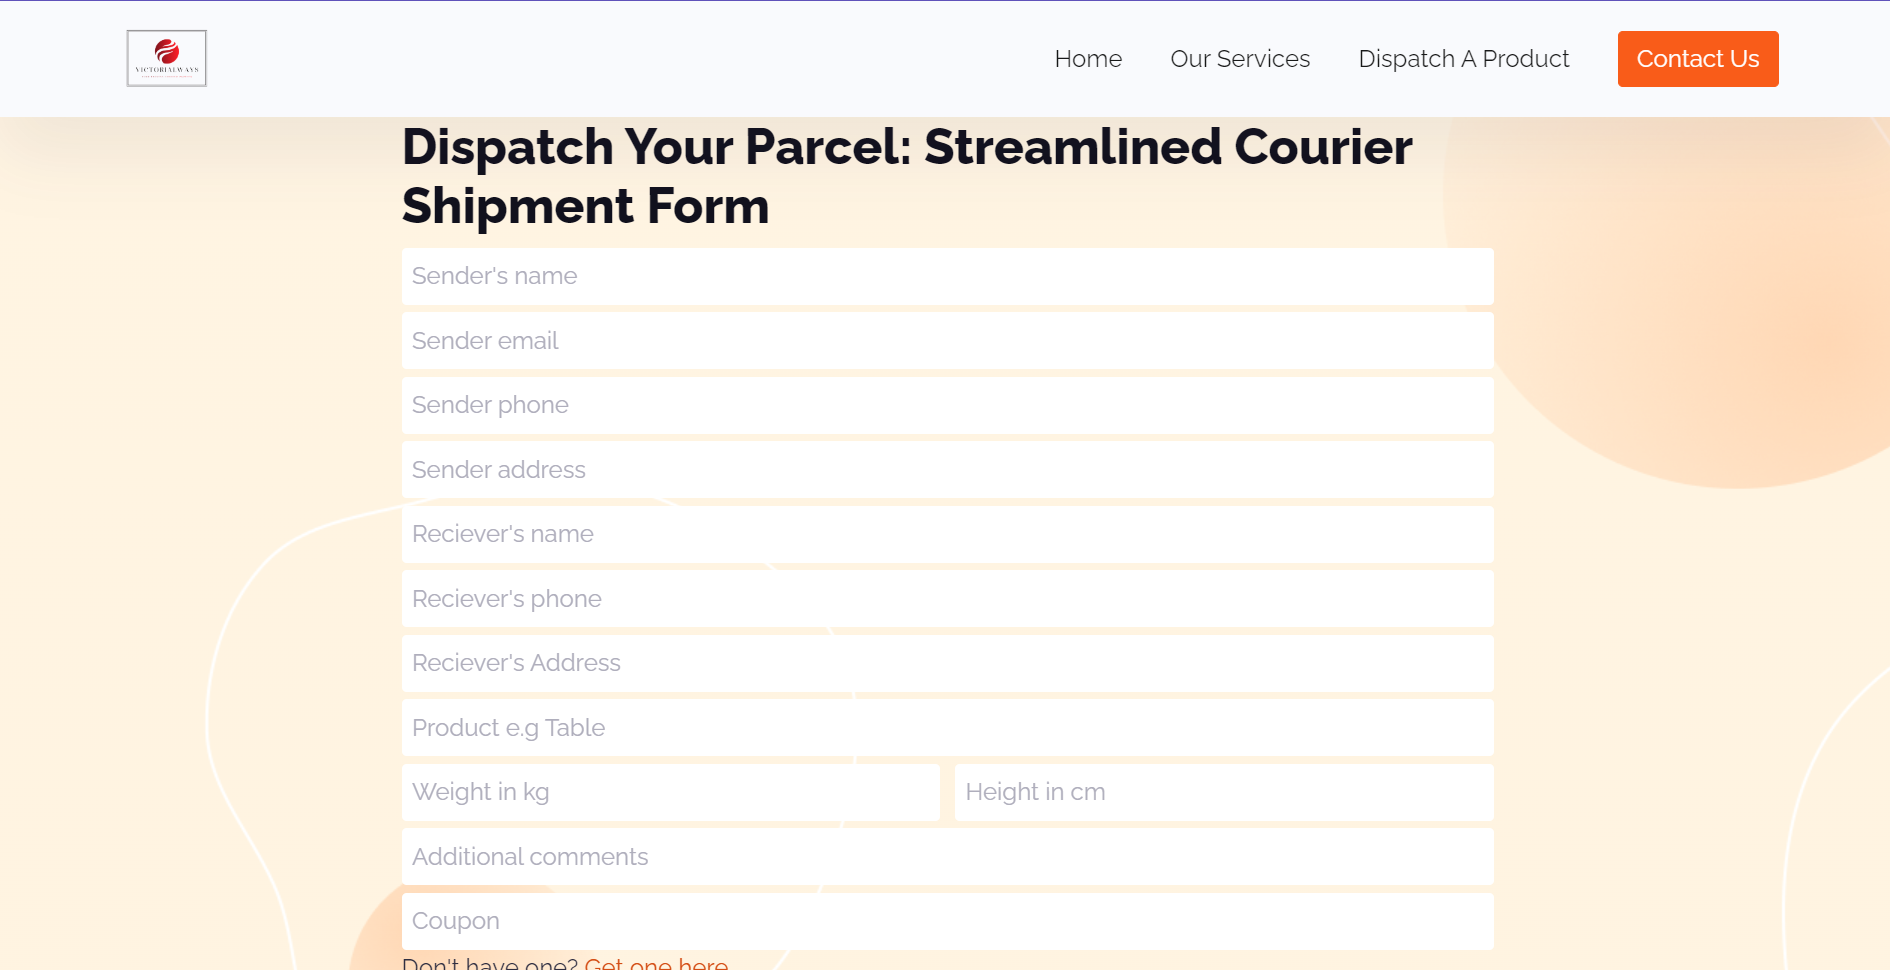 VICTORIALWAYS
Home
Our Services
Dispatch A Product
Contact Us
Dispatch Your Parcel: Streamlined Courier
Shipment Form
Sender's name
Sender email
Sender phone
Sender address
Reciever's name
Reciever's phone
Reciever's Address
Product e.g Table
Weight in kg
Height in cm
Additional comments
Coupon
Don't have one? Get one here